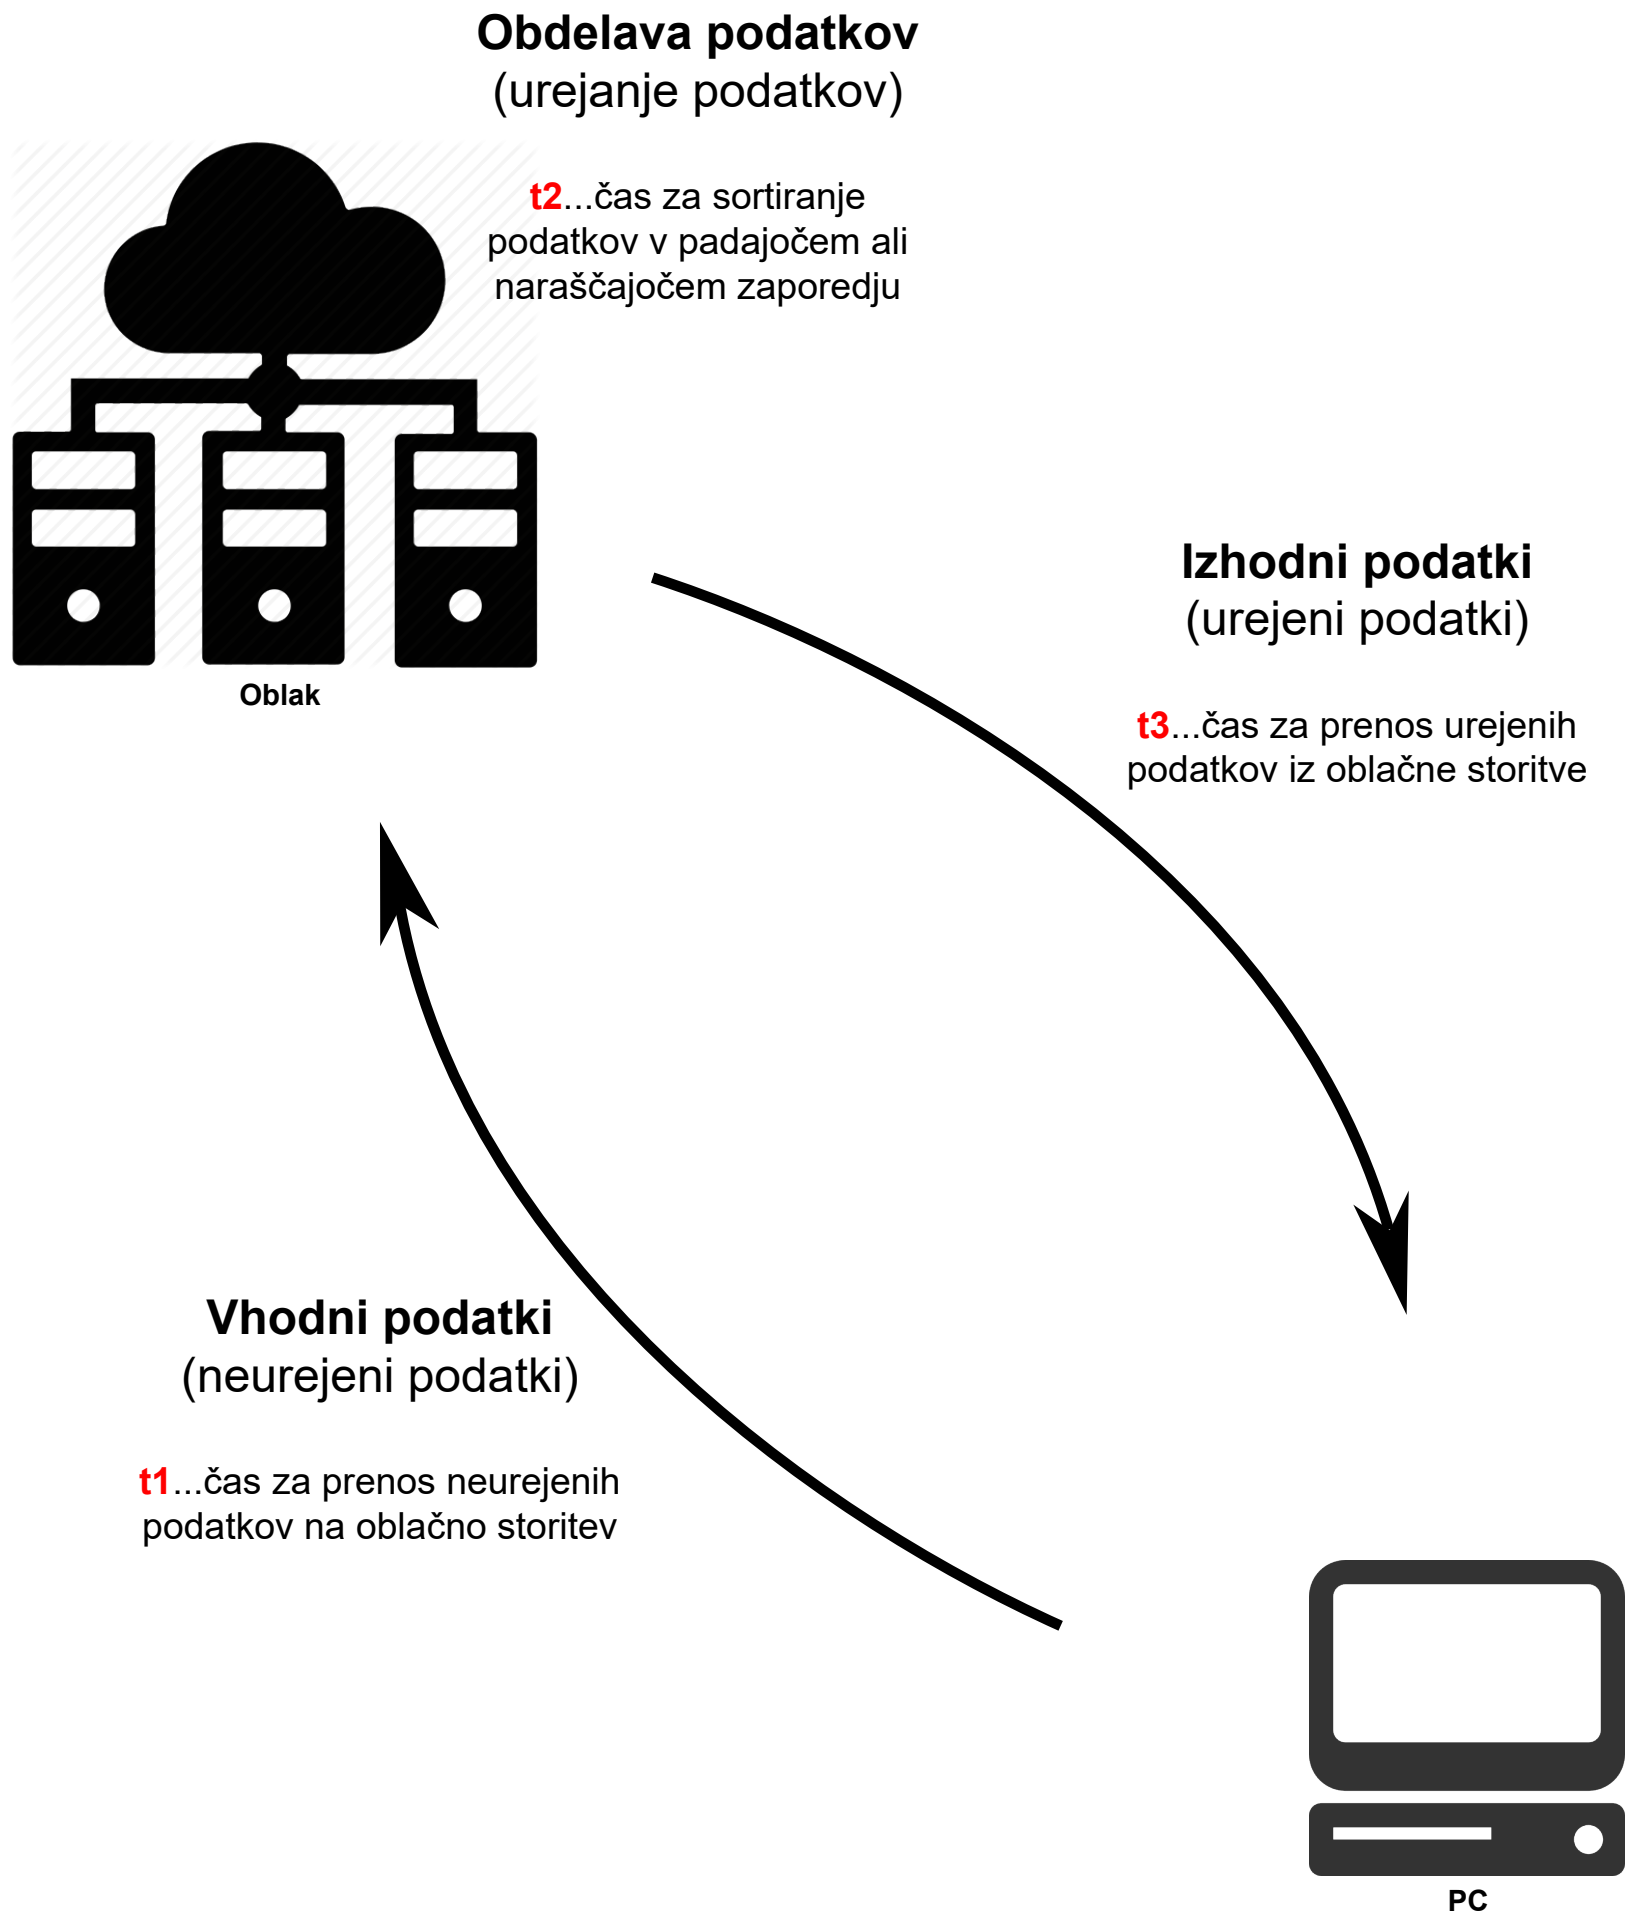 Obdelava podatkov
(urejanje podatkov)
t2...čas za sortiranje
podatkov v padajočem ali
naraščajočem zaporedju
Oblak
Izhodni podatki
(urejeni podatki)
t3...čas za prenos urejenih
podatkov iz oblačne storitve
Vhodni podatki
(neurejeni podatki)
t1...čas za prenos neurejenih
podatkov na oblačno storitev
PC